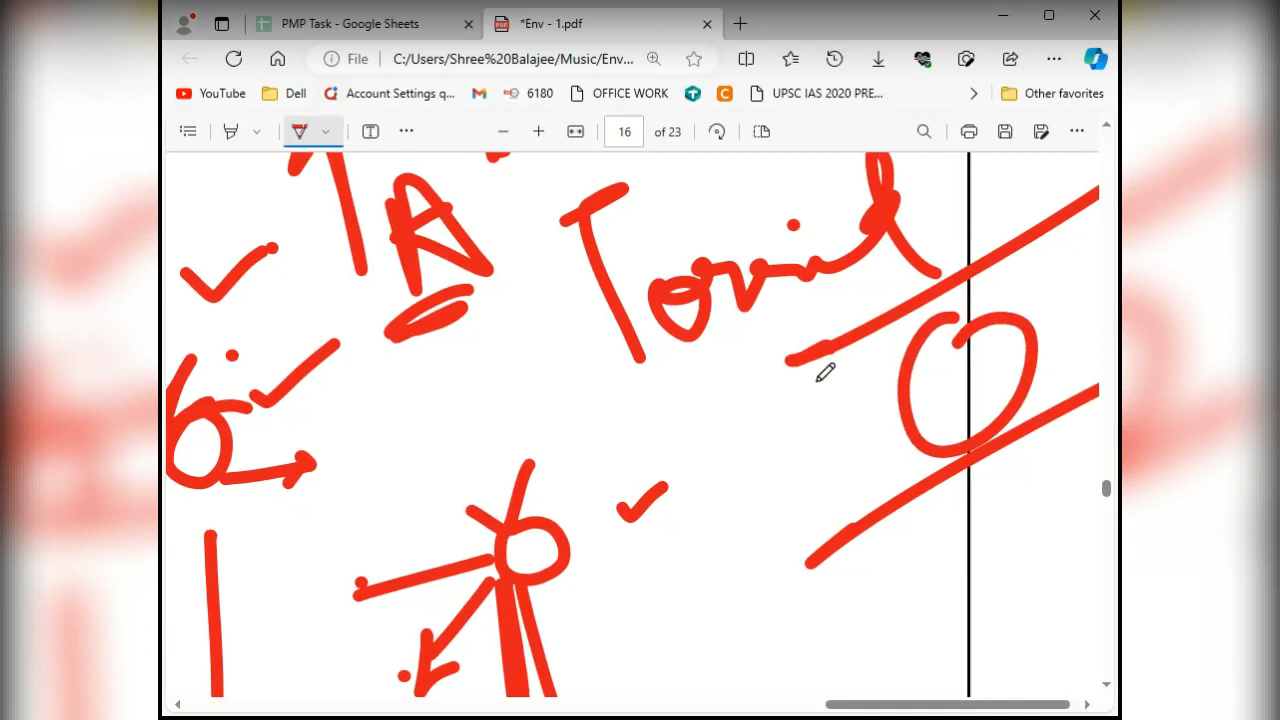 PMP Task - Google Sheets
*Env - 1.pdf
File
C:/Users/Shree%20Balajee/Music/Env...
YouTube
Dell
Account Settings q...
6180
OFFICE WORK
UPSC IAS 2020 PRE...
Other favorites
16 of 23
A